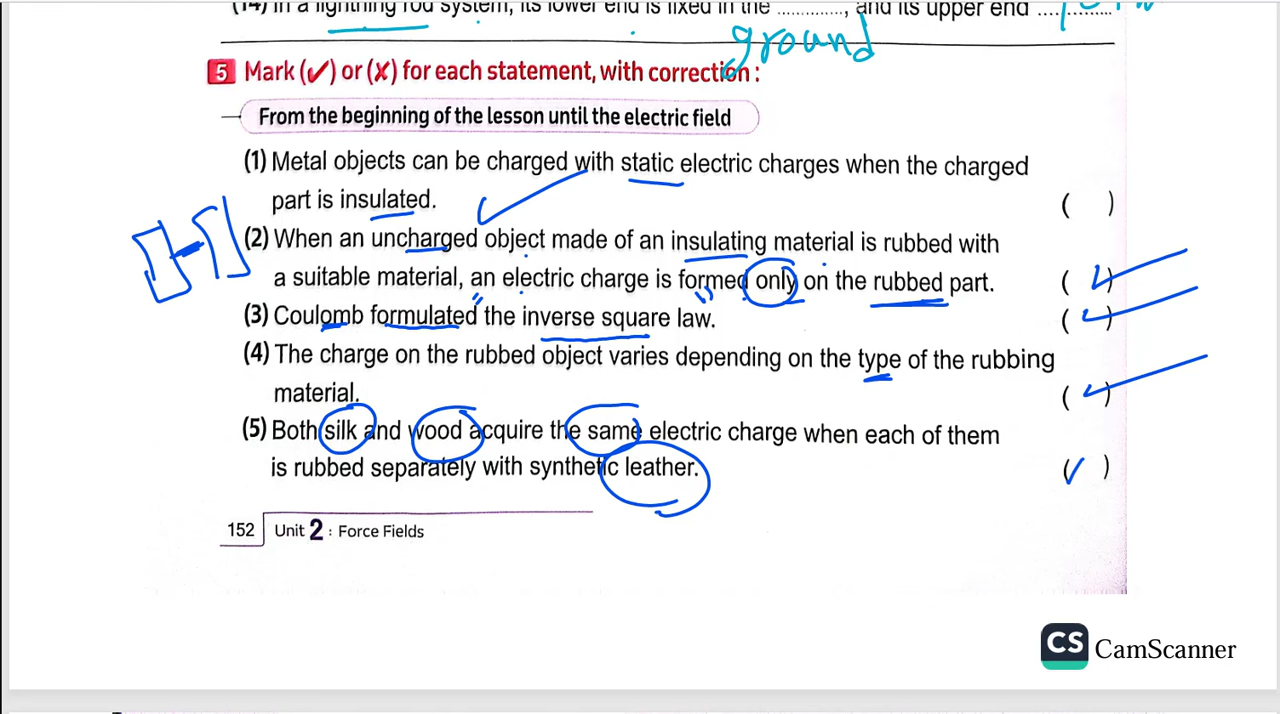 (14) In a lightning rod system, its lower end is fixed in the .............., and its upper end ..............
ground
5 Mark (✓) or (✗) for each statement, with correction :
From the beginning of the lesson until the electric field
(1) Metal objects can be charged with static electric charges when the charged
part is insulated. ( )
✓
(2) When an uncharged object made of an insulating material is rubbed with
a suitable material, an electric charge is formed only on the rubbed part. (✓)
(3) Coulomb formulated the inverse square law. (✓)
(4) The charge on the rubbed object varies depending on the type of the rubbing
material. (✓)
(5) Both silk and wood acquire the same electric charge when each of them
is rubbed separately with synthetic leather. (✓)
152 Unit 2 : Force Fields
CS CamScanner